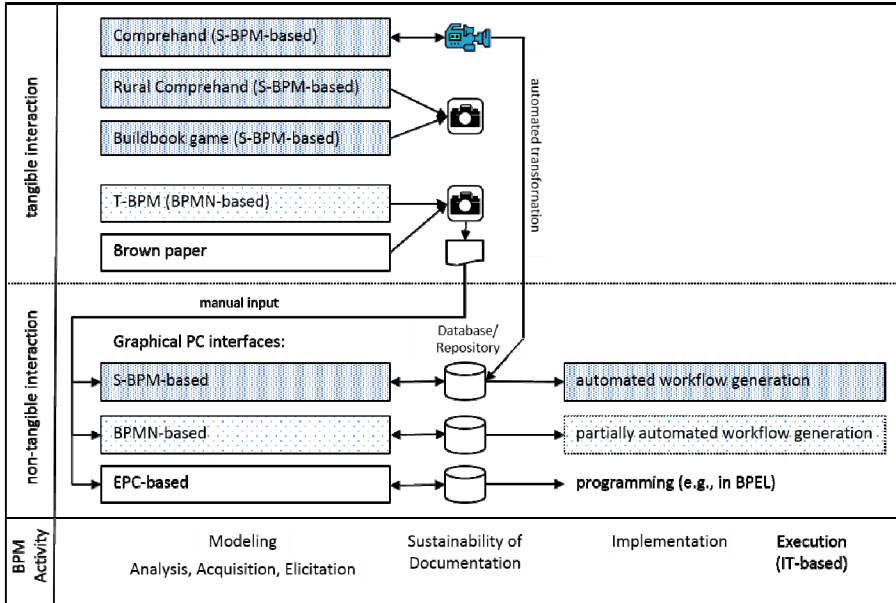 tangible interaction
Comprehand (S-BPM-based)
Rural Comprehand (S-BPM-based)
Buildbook game (S-BPM-based)
T-BPM (BPMN-based)
Brown paper
automated transformation
non-tangible interaction
manual input
Graphical PC interfaces:
Database/
Repository
S-BPM-based
automated workflow generation
BPMN-based
partially automated workflow generation
EPC-based
programming (e.g., in BPEL)
BPM
Activity
Modeling
Analysis, Acquisition, Elicitation
Sustainability of
Documentation
Implementation
Execution
(IT-based)